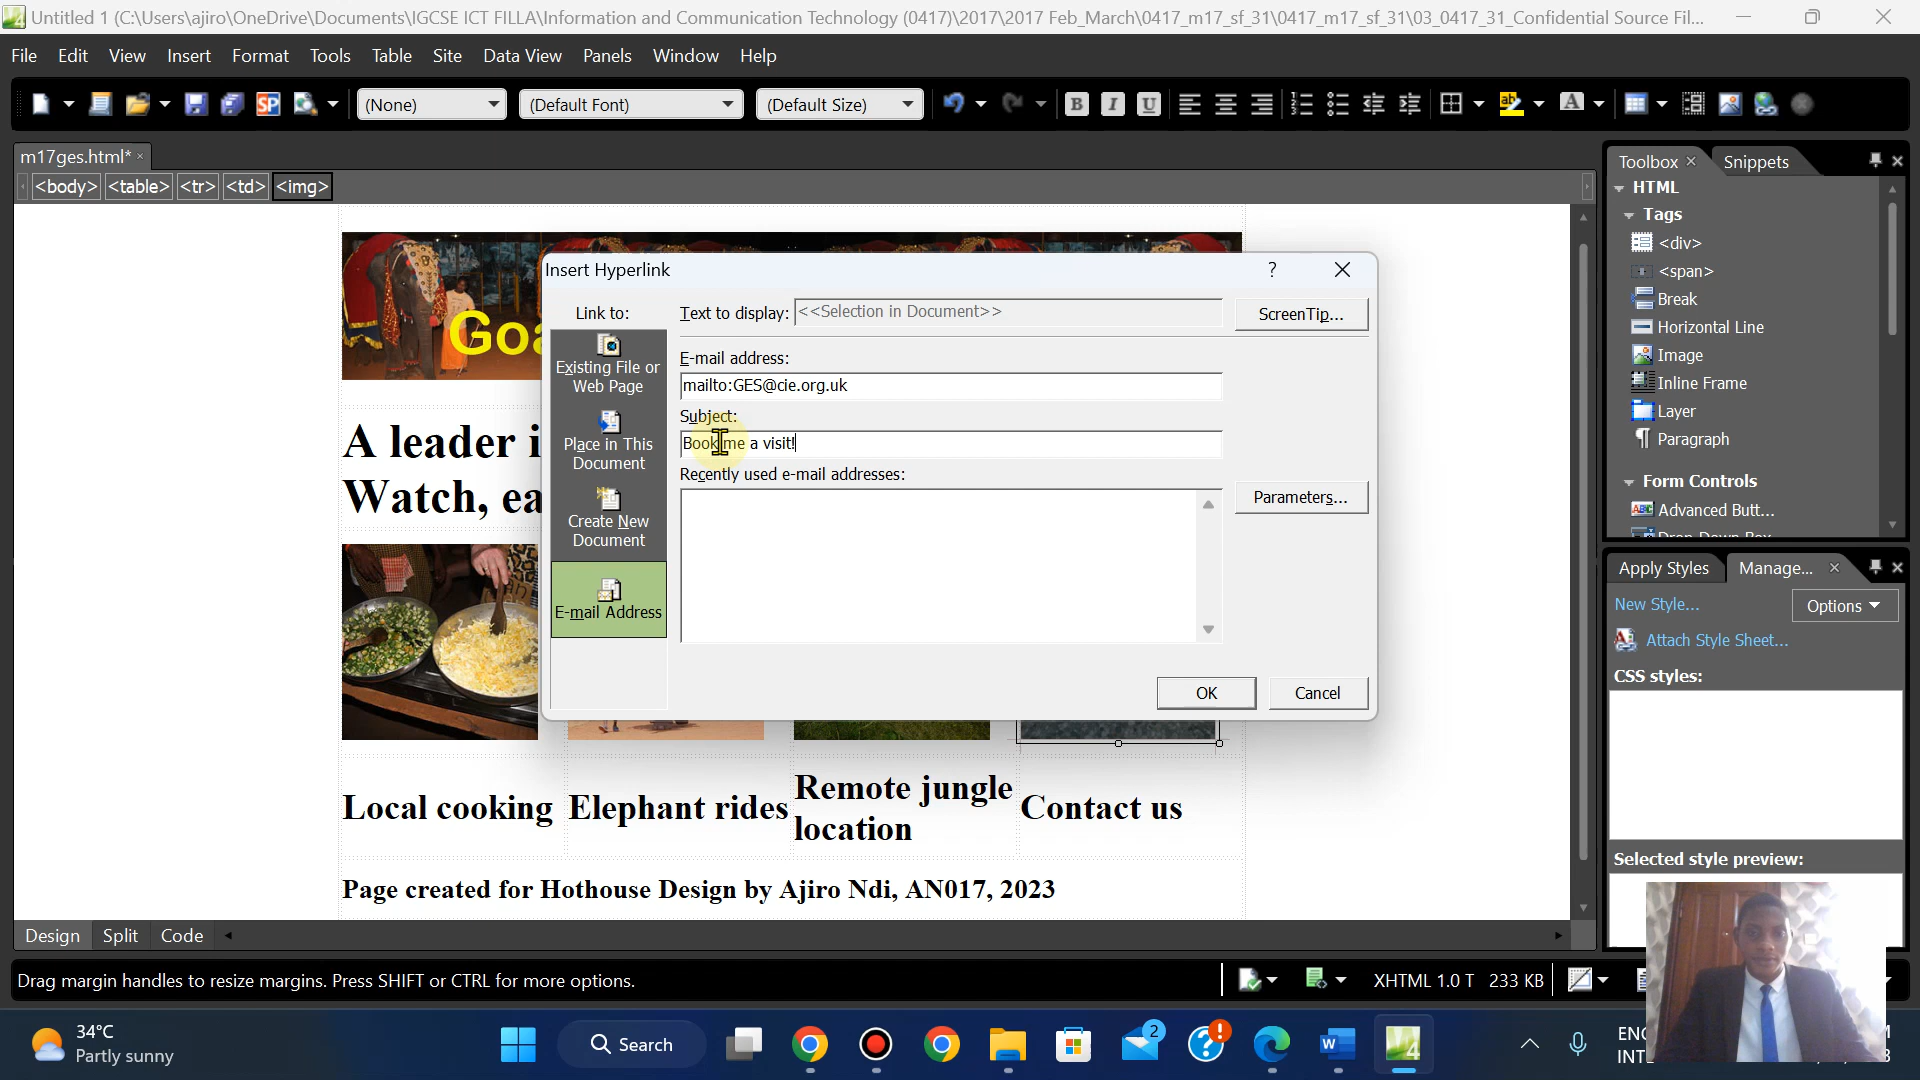 Untitled 1 (C:\Users\ajiro\OneDrive\Documents\IGCSE ICT FILLA\Information and Communication Technology (0417)\2017\2017 Feb_March\0417_m17_sf_31\0417_m17_sf_31\03_0417_31_Confidential Source Fil...
File Edit View Insert Format Tools Table Site Data View Panels Window Help
(None) (Default Font) (Default Size)
m17ges.html*
<body> <table> <tr> <td> <img>
Toolbox Snippets
HTML
Tags
<div>
<span>
Break
Horizontal Line
Image
Inline Frame
Layer
Paragraph
Form Controls
Advanced Butt...
Insert Hyperlink
Link to:
Text to display: <<Selection in Document>>
ScreenTip...
Existing File or
Web Page
Place in This
Document
Create New
Document
E-mail Address
E-mail address:
mailto:GES@cie.org.uk
Subject:
Book me a visit!
Recently used e-mail addresses:
Parameters...
OK Cancel
Goa
A leader i
Watch, ea
Local cooking Elephant rides Remote jungle
location
Contact us
Page created for Hothouse Design by Ajiro Ndi, AN017, 2023
Apply Styles Manage...
New Style... Options
Attach Style Sheet...
CSS styles:
Selected style preview:
Design Split Code
Drag margin handles to resize margins. Press SHIFT or CTRL for more options.
XHTML 1.0 T 233 KB
34°C
Partly sunny
Search
2
4
ENG
INTE